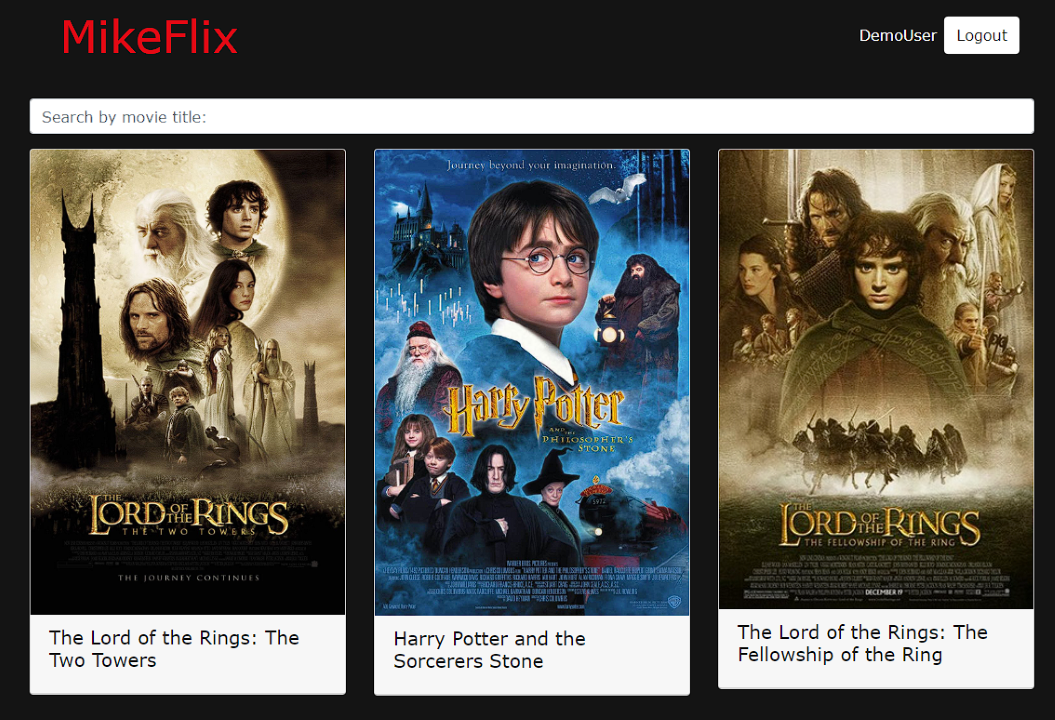 MikeFlix
DemoUser
Logout
Search by movie title:
THE
LORD OF THE RINGS
THE TWO TOWERS
THE JOURNEY CONTINUES
The Lord of the Rings: The
Two Towers
Journey beyond your imagination.
Harry Potter
AND THE
PHILOSOPHER'S
STONE
Harry Potter and the
Sorcerers Stone
THE
LORD OF THE RINGS
THE FELLOWSHIP OF THE RING
DECEMBER 19
The Lord of the Rings: The
Fellowship of the Ring